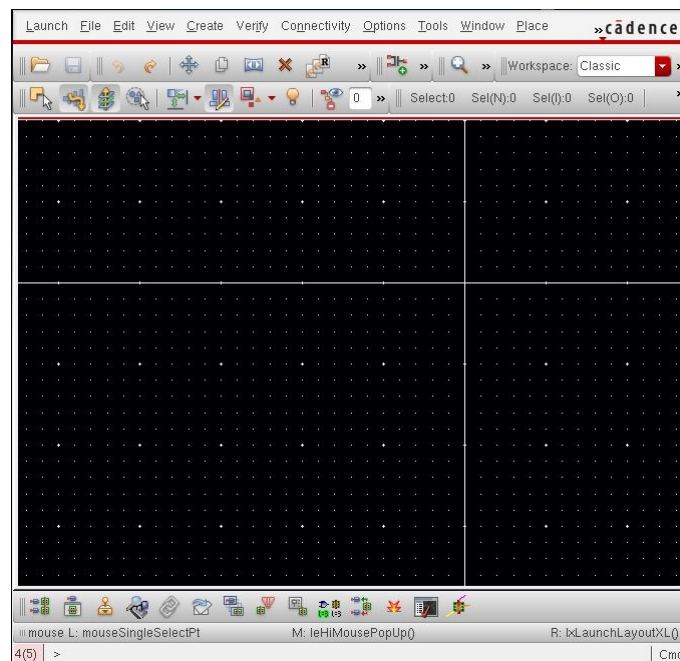 Launch File Edit View Create Verify Connectivity Options Tools Window Place »cādence
R » » » Workspace: Classic »
0 » Select:0 Sel(N):0 Sel(I):0 Sel(O):0 »
mouse L: mouseSingleSelectPt M: leHiMousePopUp() R: lxLaunchLayoutXL()
4(5) > Cmd